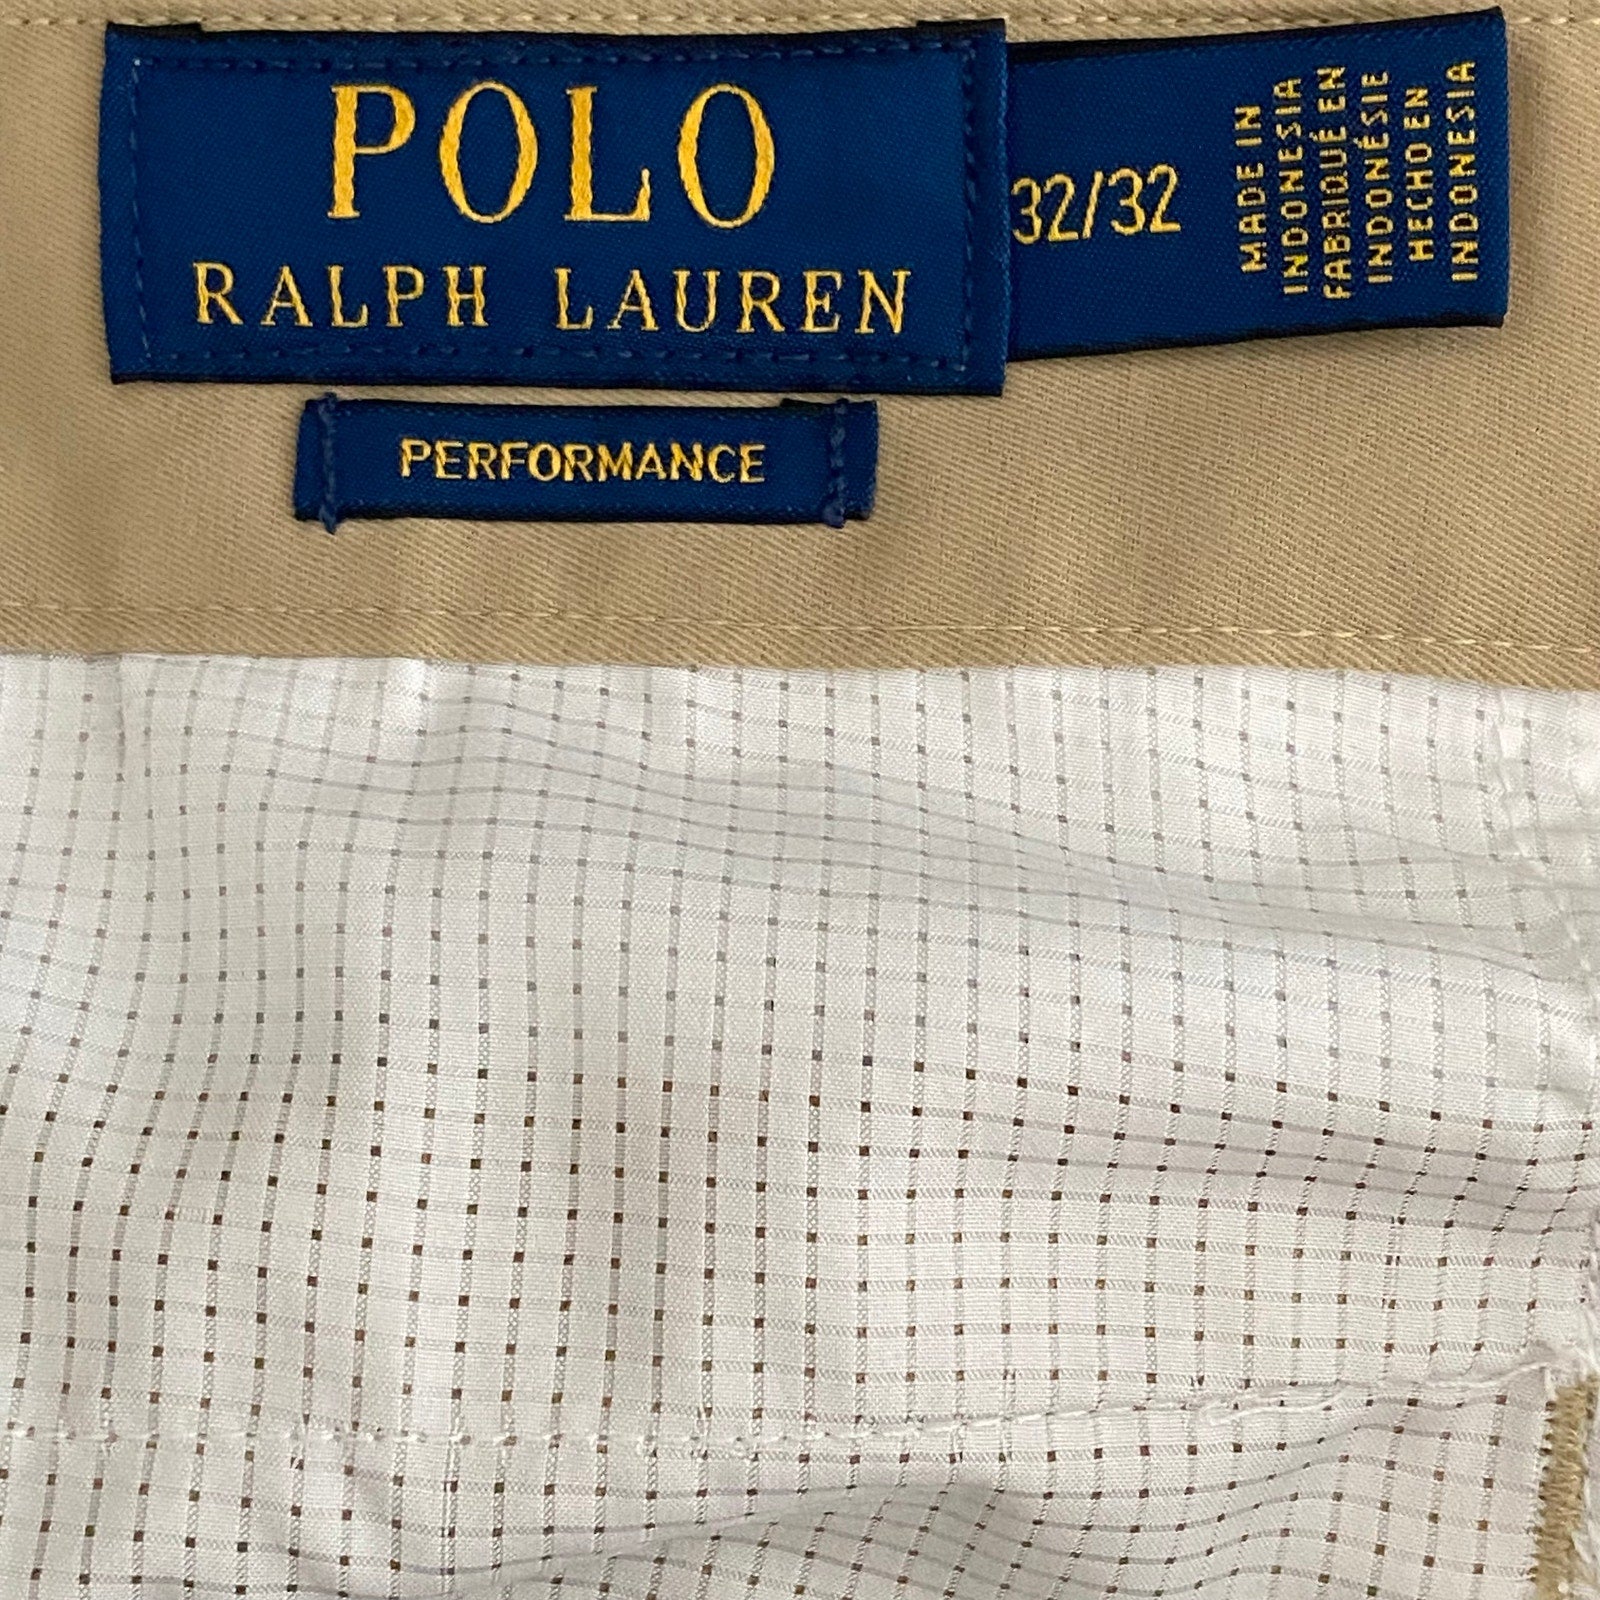 POLO
RALPH LAUREN
32/32
MADE IN
INDONESIA
FABRIQUÉ EN
INDONÉSIE
HECHO EN
INDONESIA
PERFORMANCE